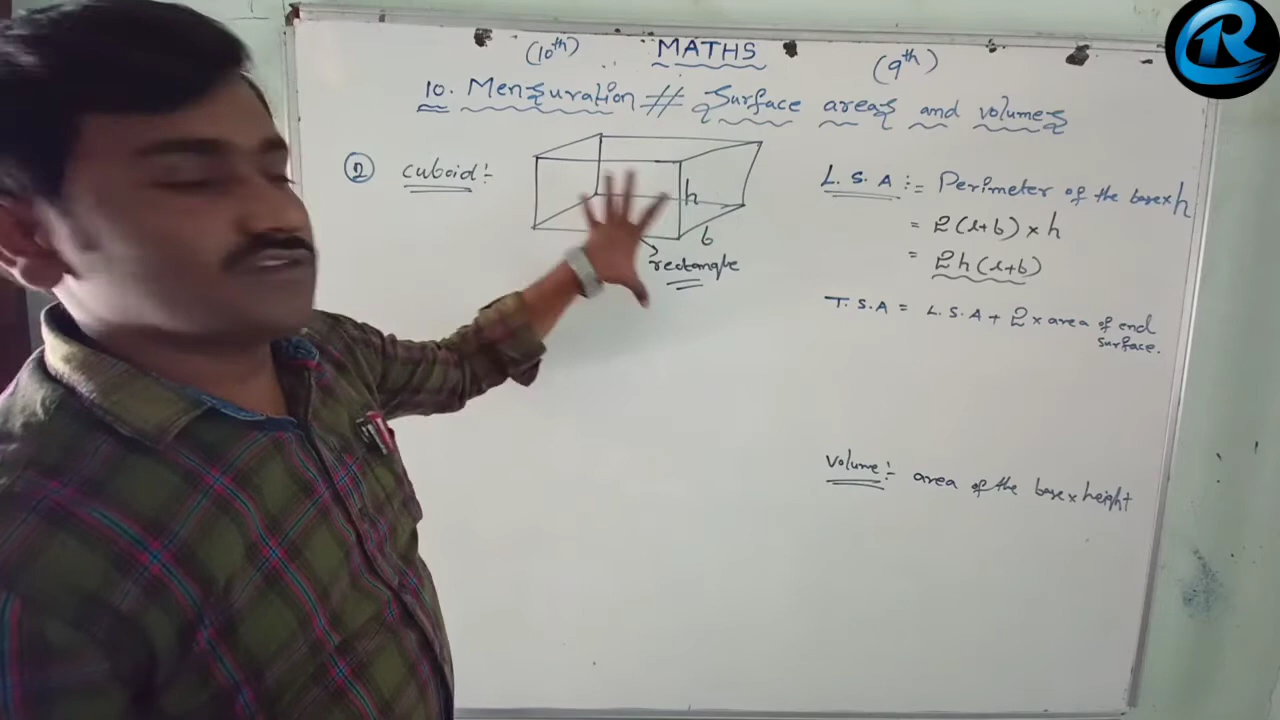 (10th) MATHS (9th)
10. Mensuration // Surface areas and volumes
② cuboid:-
h
b
rectangle
L.S.A := Perimeter of the base x h
= 2(l+b) x h
= 2h(l+b)
T.S.A = L.S.A + 2 x area of end
surface.
Volume:- area of the base x height
R